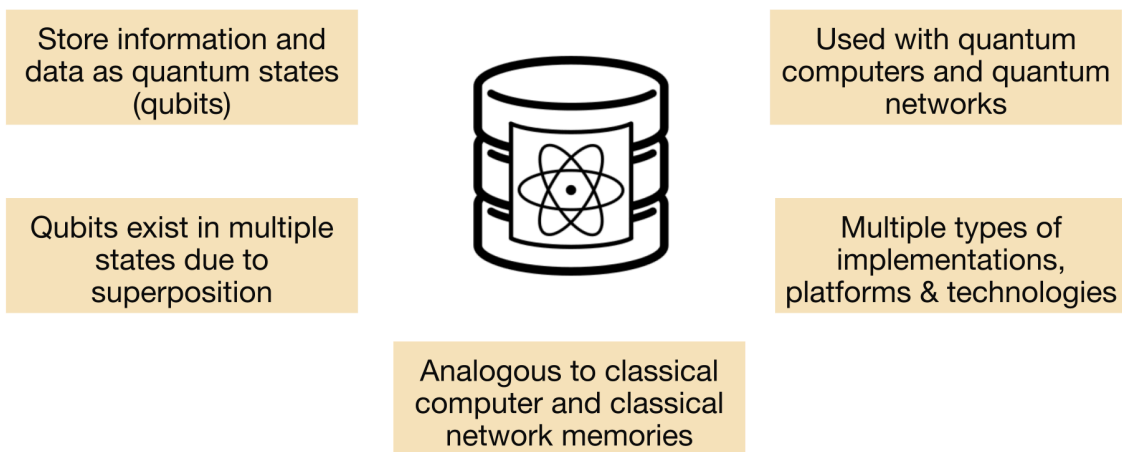 Store information and
data as quantum states
(qubits)
Used with quantum
computers and quantum
networks
Qubits exist in multiple
states due to
superposition
Multiple types of
implementations,
platforms & technologies
Analogous to classical
computer and classical
network memories